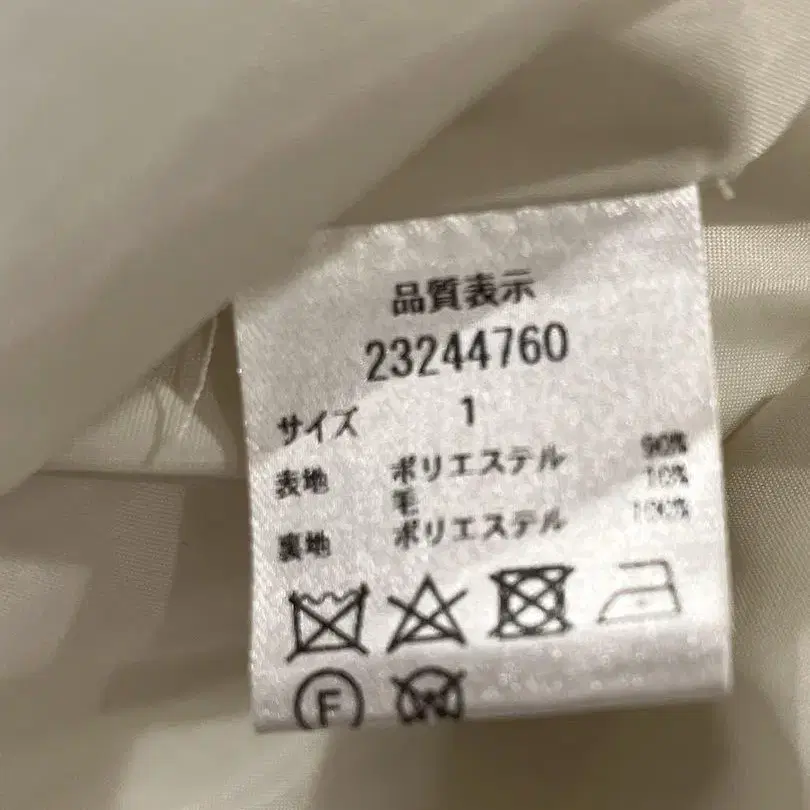 品質表示
23244760
サイズ 1
表地 ポリエステル 90%
毛 10%
裏地 ポリエステル 100%
F
W